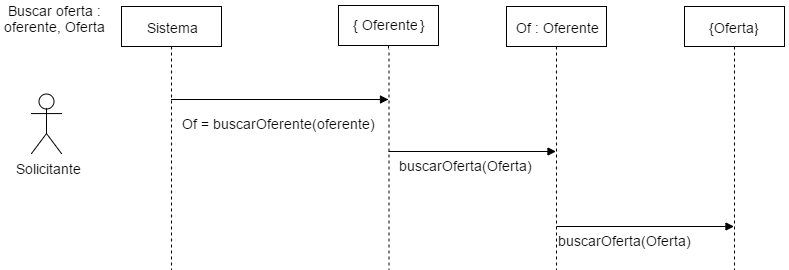 Buscar oferta :
oferente, Oferta
Sistema
{ Oferente }
Of : Oferente
{Oferta}
Of = buscarOferente(oferente)
buscarOferta(Oferta)
Solicitante
buscarOferta(Oferta)